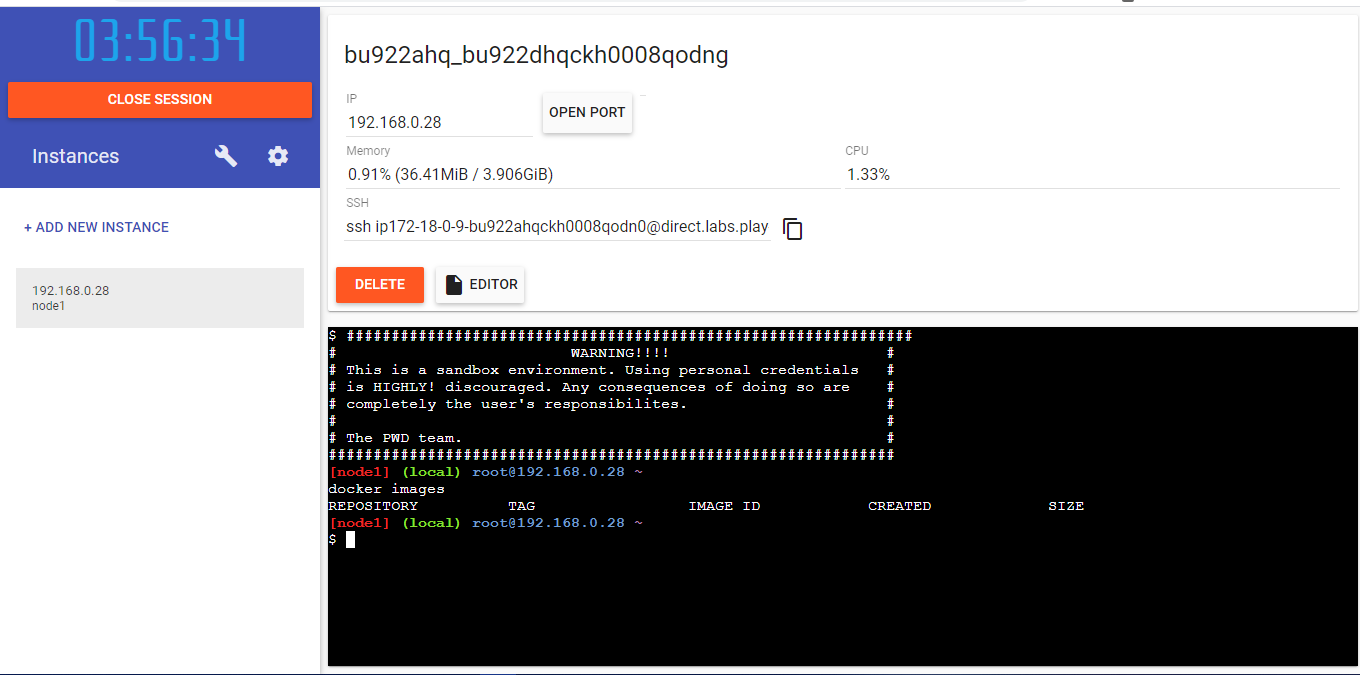 03:56:34
CLOSE SESSION
Instances
+ ADD NEW INSTANCE
192.168.0.28
node1
bu922ahq_bu922dhqckh0008qodng
IP
192.168.0.28
OPEN PORT
Memory
0.91% (36.41MiB / 3.906GiB)
CPU
1.33%
SSH
ssh ip172-18-0-9-bu922ahqckh0008qodn0@direct.labs.play
DELETE
EDITOR
$ ###############################################################
#                          WARNING!!!!                        #
# This is a sandbox environment. Using personal credentials   #
# is HIGHLY! discouraged. Any consequences of doing so are    #
# completely the user's responsibilites.                      #
#                                                             #
# The PWD team.                                               #
###############################################################
[node1] (local) root@192.168.0.28 ~
docker images
REPOSITORY          TAG                 IMAGE ID            CREATED             SIZE
[node1] (local) root@192.168.0.28 ~
$